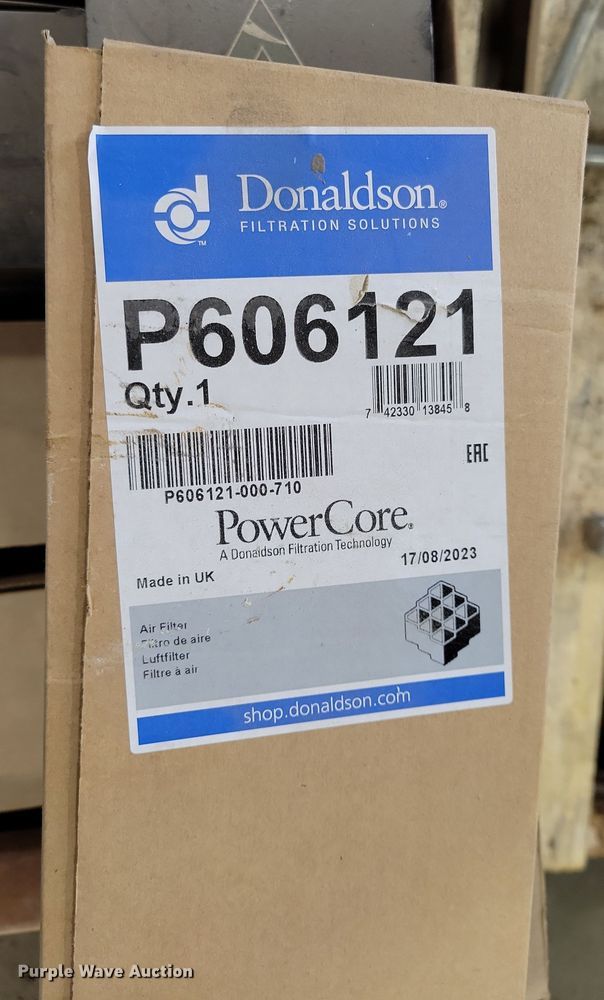 Donaldson®
FILTRATION SOLUTIONS
™
P606121
Qty.1
7 42330 13845 8
P606121-000-710
EAC
PowerCore®
A Donaldson Filtration Technology
17/08/2023
Made in UK
Air Filter
Filtro de aire
Luftfilter
Filtre à air
shop.donaldson.com
Purple Wave Auction